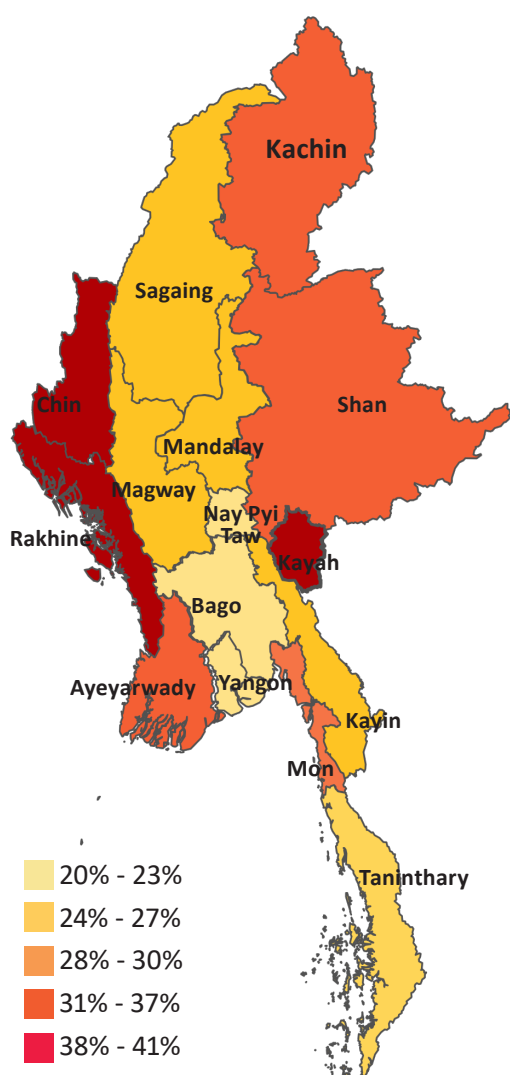 Kachin
Sagaing
Chin
Shan
Mandalay
Magway
Nay Pyi
Taw
Rakhine
Kayah
Bago
Ayeyarwady
Yangon
Kayin
Mon
Taninthary
20% - 23%
24% - 27%
28% - 30%
31% - 37%
38% - 41%